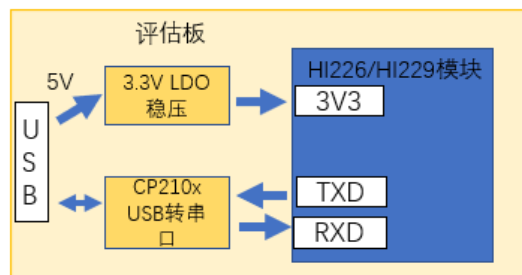 评估板
5V
3.3V LDO
稳压
HI226/HI229模块
3V3
U
S
B
CP210x
USB转串
口
TXD
RXD